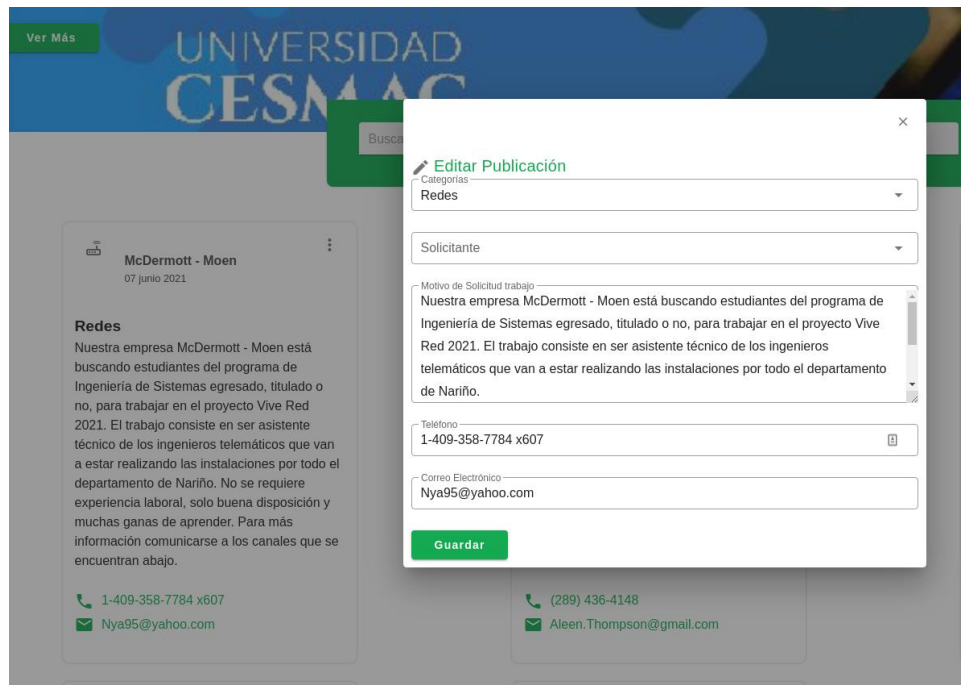 Ver Más
UNIVERSIDAD
CESMAC
Busca
McDermott - Moen
07 junio 2021
Redes
Nuestra empresa McDermott - Moen está
buscando estudiantes del programa de
Ingeniería de Sistemas egresado, titulado o
no, para trabajar en el proyecto Vive Red
2021. El trabajo consiste en ser asistente
técnico de los ingenieros telemáticos que van
a estar realizando las instalaciones por todo el
departamento de Nariño. No se requiere
experiencia laboral, solo buena disposición y
muchas ganas de aprender. Para más
información comunicarse a los canales que se
encuentran abajo.
1-409-358-7784 x607
Nya95@yahoo.com
×
Editar Publicación
Categorías
Redes
Solicitante
Motivo de Solicitud trabajo
Nuestra empresa McDermott - Moen está buscando estudiantes del programa de
Ingeniería de Sistemas egresado, titulado o no, para trabajar en el proyecto Vive
Red 2021. El trabajo consiste en ser asistente técnico de los ingenieros
telemáticos que van a estar realizando las instalaciones por todo el departamento
de Nariño.
Teléfono
1-409-358-7784 x607
Correo Electrónico
Nya95@yahoo.com
Guardar
(289) 436-4148
Aleen.Thompson@gmail.com